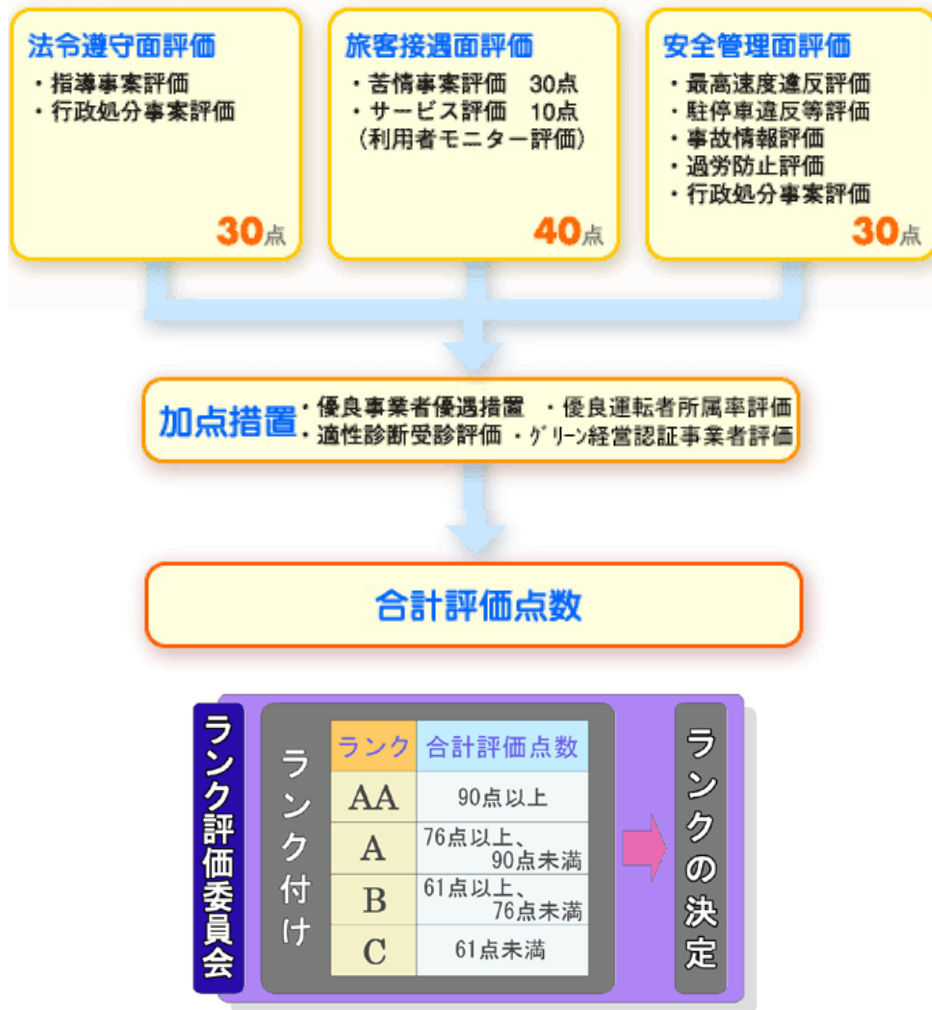 法令遵守面評価
・指導事案評価
・行政処分事案評価
30点
旅客接遇面評価
・苦情事案評価 30点
・サービス評価 10点
(利用者モニター評価)
40点
安全管理面評価
・最高速度違反評価
・駐停車違反等評価
・事故情報評価
・過労防止評価
・行政処分事案評価
30点
加点措置
・優良事業者優遇措置 ・優良運転者所属率評価
・適性診断受診評価 ・グリーン経営認証事業者評価
合計評価点数
ランク評価委員会
ランク付け
ランク 合計評価点数
AA 90点以上
A 76点以上、
90点未満
B 61点以上、
76点未満
C 61点未満
ランクの決定